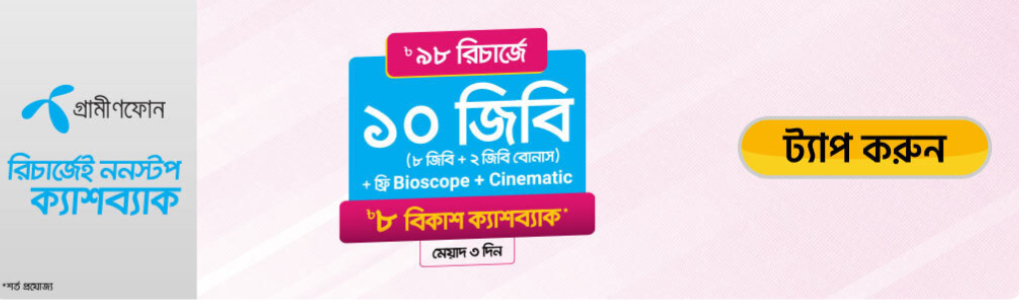 গ্রামীণফোন
রিচার্জেই ননস্টপ
ক্যাশব্যাক
*শর্ত প্রযোজ্য
৳৯৮ রিচার্জে
১০ জিবি
(৮ জিবি + ২ জিবি বোনাস)
+ ফ্রি Bioscope + Cinematic
৳৮ বিকাশ ক্যাশব্যাক*
মেয়াদ ৩ দিন
ট্যাপ করুন